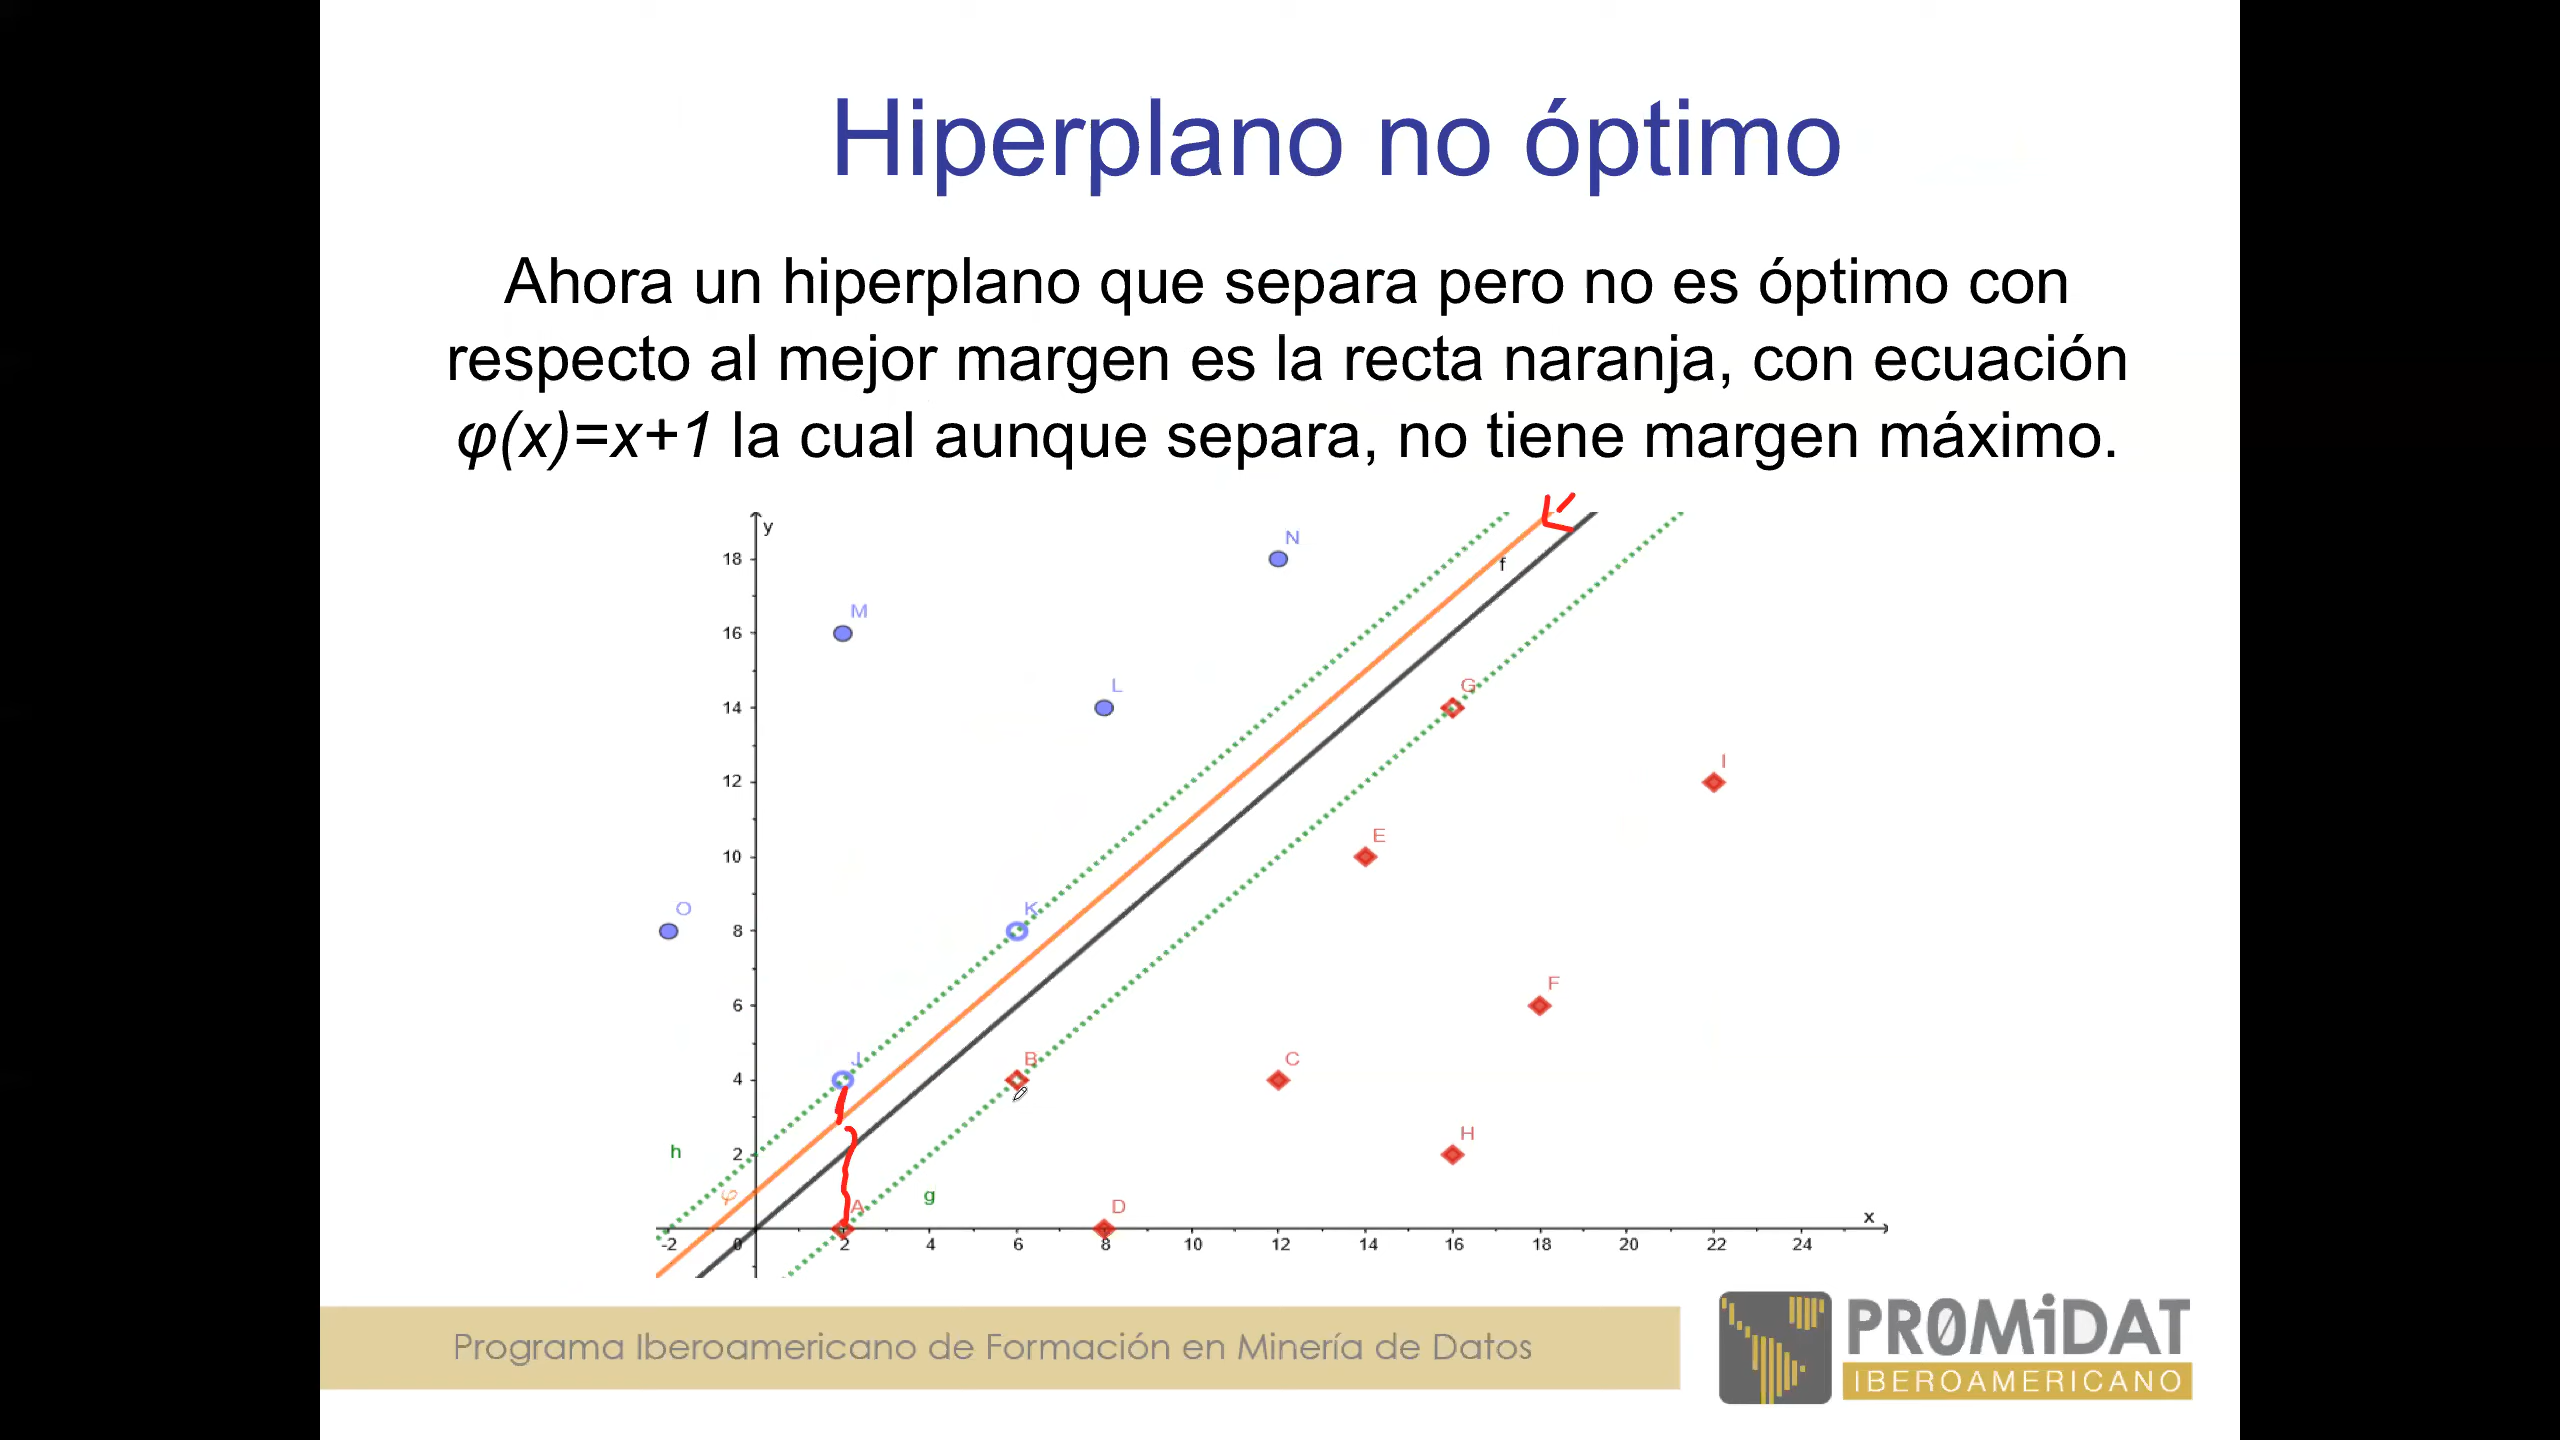 Hiperplano no óptimo
Ahora un hiperplano que separa pero no es óptimo con
respecto al mejor margen es la recta naranja, con ecuación
φ(x)=x+1 la cual aunque separa, no tiene margen máximo.
y
N
18
f
M
16
L
G
14
I
12
E
10
K
O
8
F
6
J
B
C
4
H
h
2
φ
g
A
D
x
-2
0
2
4
6
8
10
12
14
16
18
20
22
24
Programa Iberoamericano de Formación en Minería de Datos
PR0MiDAT
IBEROAMERICANO